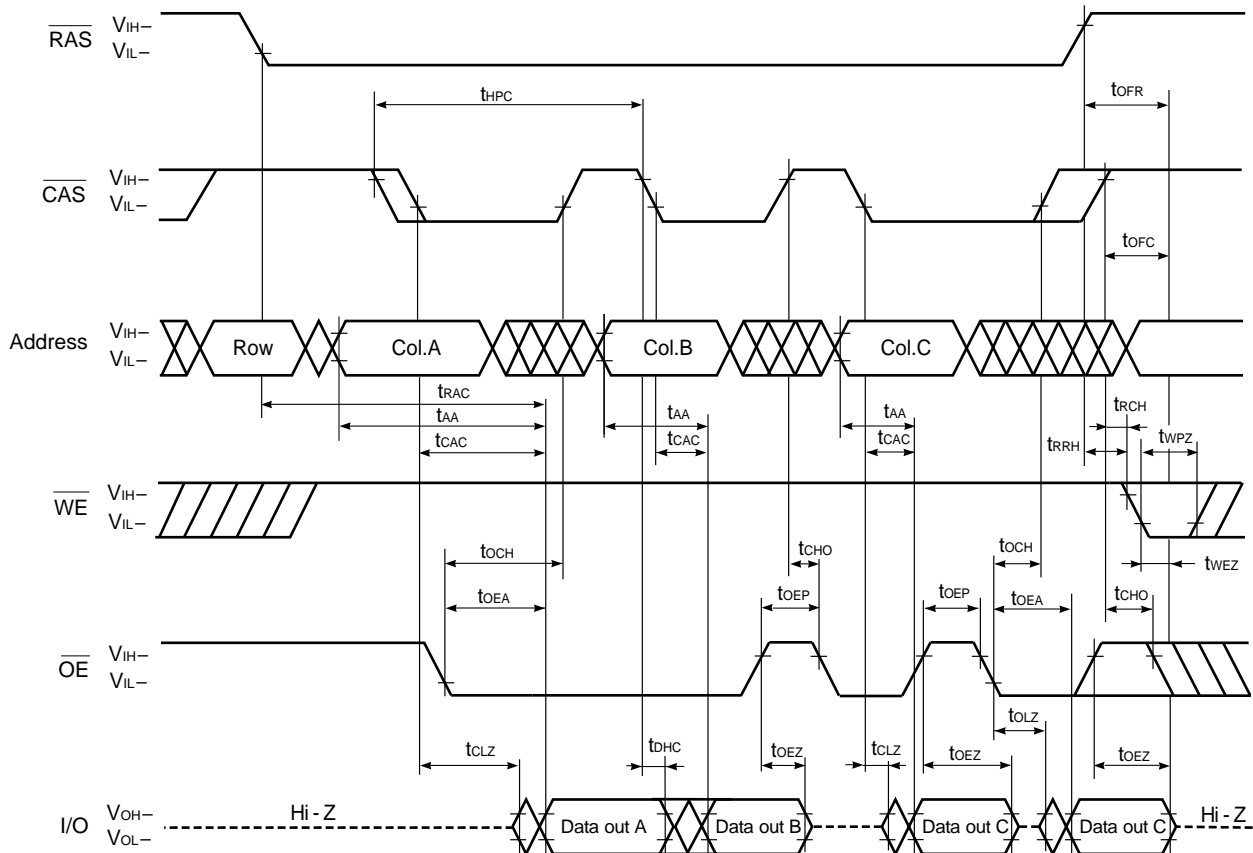 RAS
VIH–
VIL–
tHPC
tOFR
CAS
VIH–
VIL–
tOFC
Address
VIH–
VIL–
Row
Col.A
Col.B
Col.C
tRAC
tAA
tAA
tAA
tRCH
tCAC
tCAC
tCAC
tRRH
tWPZ
WE
VIH–
VIL–
tOCH
tCHO
tOCH
tWEZ
tOEA
tOEP
tOEP
tOEA
tCHO
OE
VIH–
VIL–
tOLZ
tCLZ
tDHC
tOEZ
tCLZ
tOEZ
tOEZ
I/O
VOH–
VOL–
Hi - Z
Data out A
Data out B
Data out C
Data out C
Hi - Z